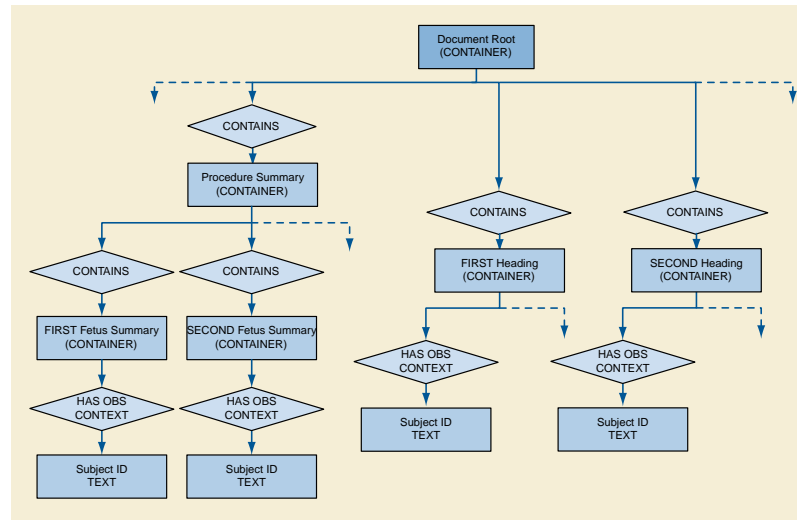 Document Root
(CONTAINER)
CONTAINS
Procedure Summary
(CONTAINER)
CONTAINS
CONTAINS
FIRST Fetus Summary
(CONTAINER)
SECOND Fetus Summary
(CONTAINER)
HAS OBS
CONTEXT
HAS OBS
CONTEXT
Subject ID
TEXT
Subject ID
TEXT
CONTAINS
FIRST Heading
(CONTAINER)
HAS OBS
CONTEXT
Subject ID
TEXT
CONTAINS
SECOND Heading
(CONTAINER)
HAS OBS
CONTEXT
Subject ID
TEXT